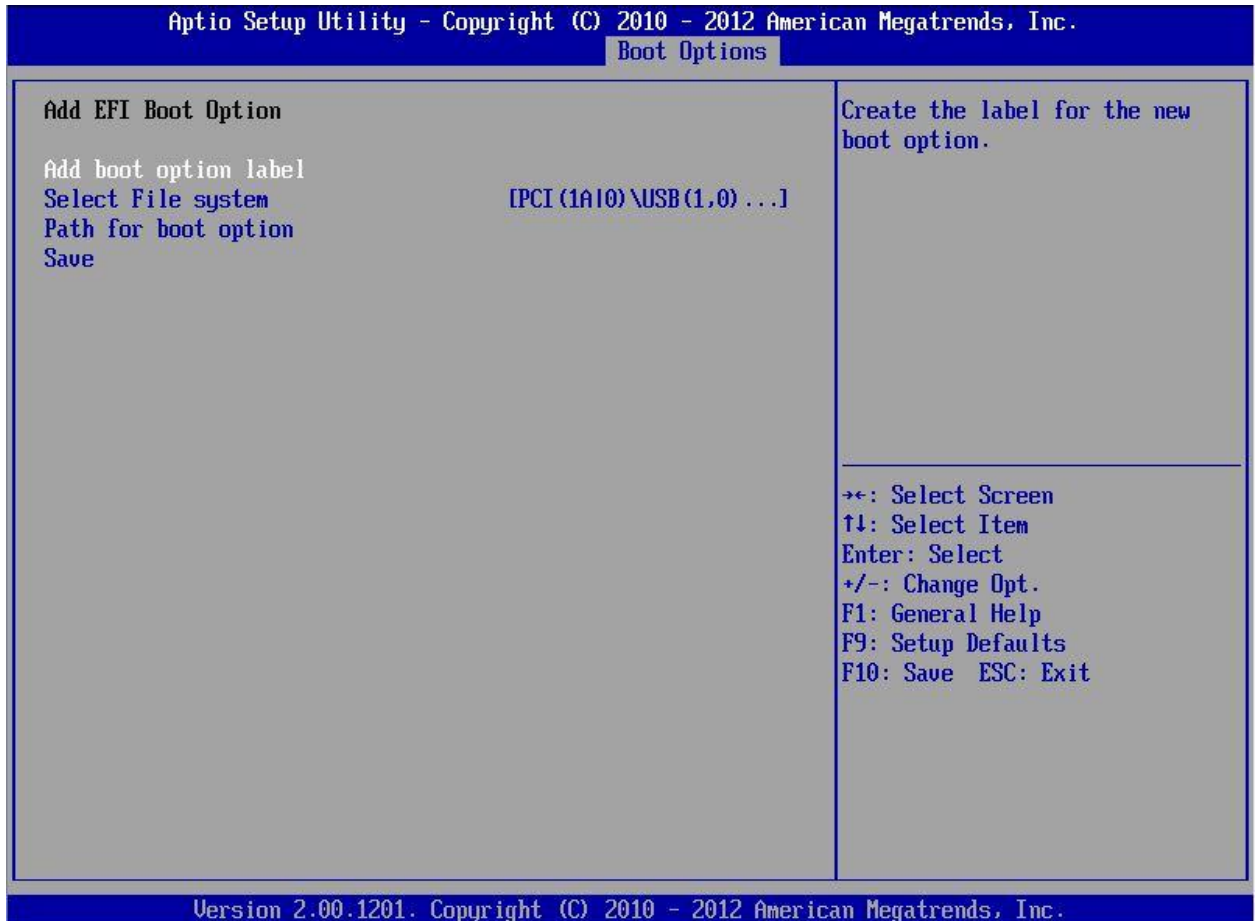 Aptio Setup Utility - Copyright (C) 2010 - 2012 American Megatrends, Inc.
Boot Options
Add EFI Boot Option
Add boot option label
Select File system [PCI(1A|0)\USB(1,0)...]
Path for boot option
Save
Create the label for the new
boot option.
→←: Select Screen
↑↓: Select Item
Enter: Select
+/-: Change Opt.
F1: General Help
F9: Setup Defaults
F10: Save ESC: Exit
Version 2.00.1201. Copyright (C) 2010 - 2012 American Megatrends, Inc.